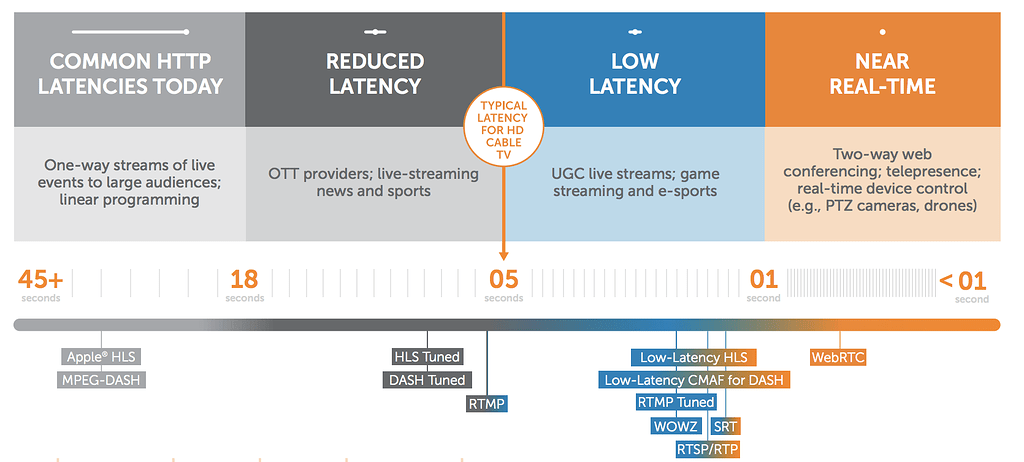 COMMON HTTP
LATENCIES TODAY
REDUCED
LATENCY
LOW
LATENCY
NEAR
REAL-TIME
TYPICAL
LATENCY
FOR HD
CABLE
TV
One-way streams of live
events to large audiences;
linear programming
OTT providers; live-streaming
news and sports
UGC live streams; game
streaming and e-sports
Two-way web
conferencing; telepresence;
real-time device control
(e.g., PTZ cameras, drones)
45+
seconds
18
seconds
05
seconds
01
second
< 01
second
Apple® HLS
MPEG-DASH
HLS Tuned
DASH Tuned
RTMP
Low-Latency HLS
Low-Latency CMAF for DASH
RTMP Tuned
WOWZ
SRT
RTSP/RTP
WebRTC